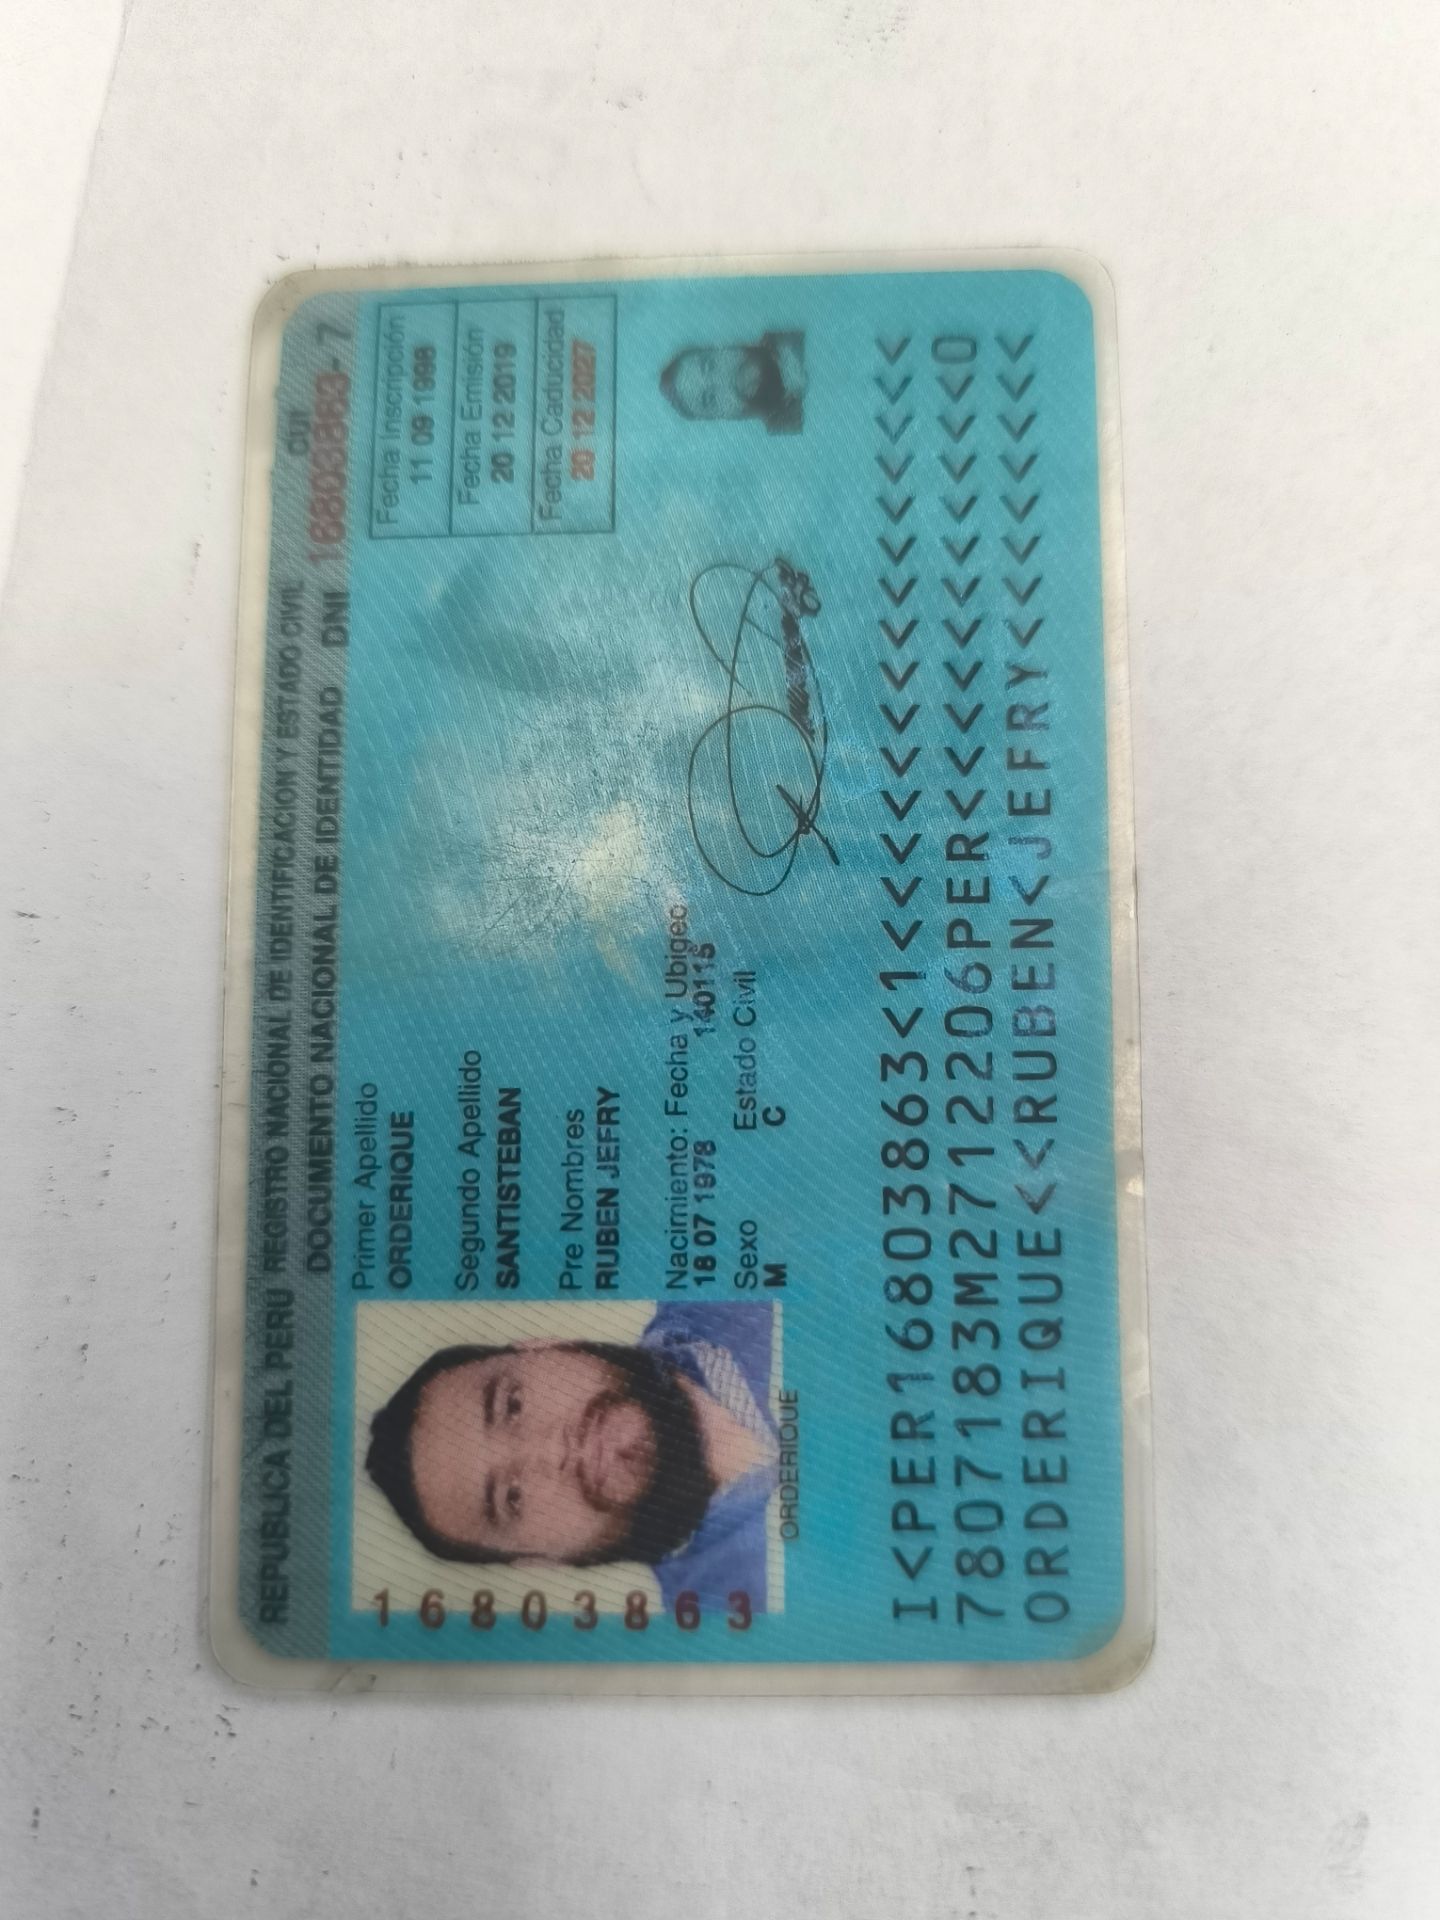 REPUBLICA DEL PERU REGISTRO NACIONAL DE IDENTIFICACION Y ESTADO CIVIL
CUI
DOCUMENTO NACIONAL DE IDENTIDAD DNI 16803863 - 7
Primer Apellido
ORDERIQUE
Segundo Apellido
SANTISTEBAN
Pre Nombres
RUBEN JEFRY
Nacimiento: Fecha y Ubigeo
18 07 1978 140115
Sexo Estado Civil
M C
Fecha Inscripción
11 09 1998
Fecha Emisión
20 12 2019
Fecha Caducidad
20 12 2027
16803863
ORDERIQUE
I<PER16803863<1<<<<<<<<<<<<<<<
7807183M2712206PER<<<<<<<<<<<0
ORDERIQUE<<RUBEN<JEFRY<<<<<<<<